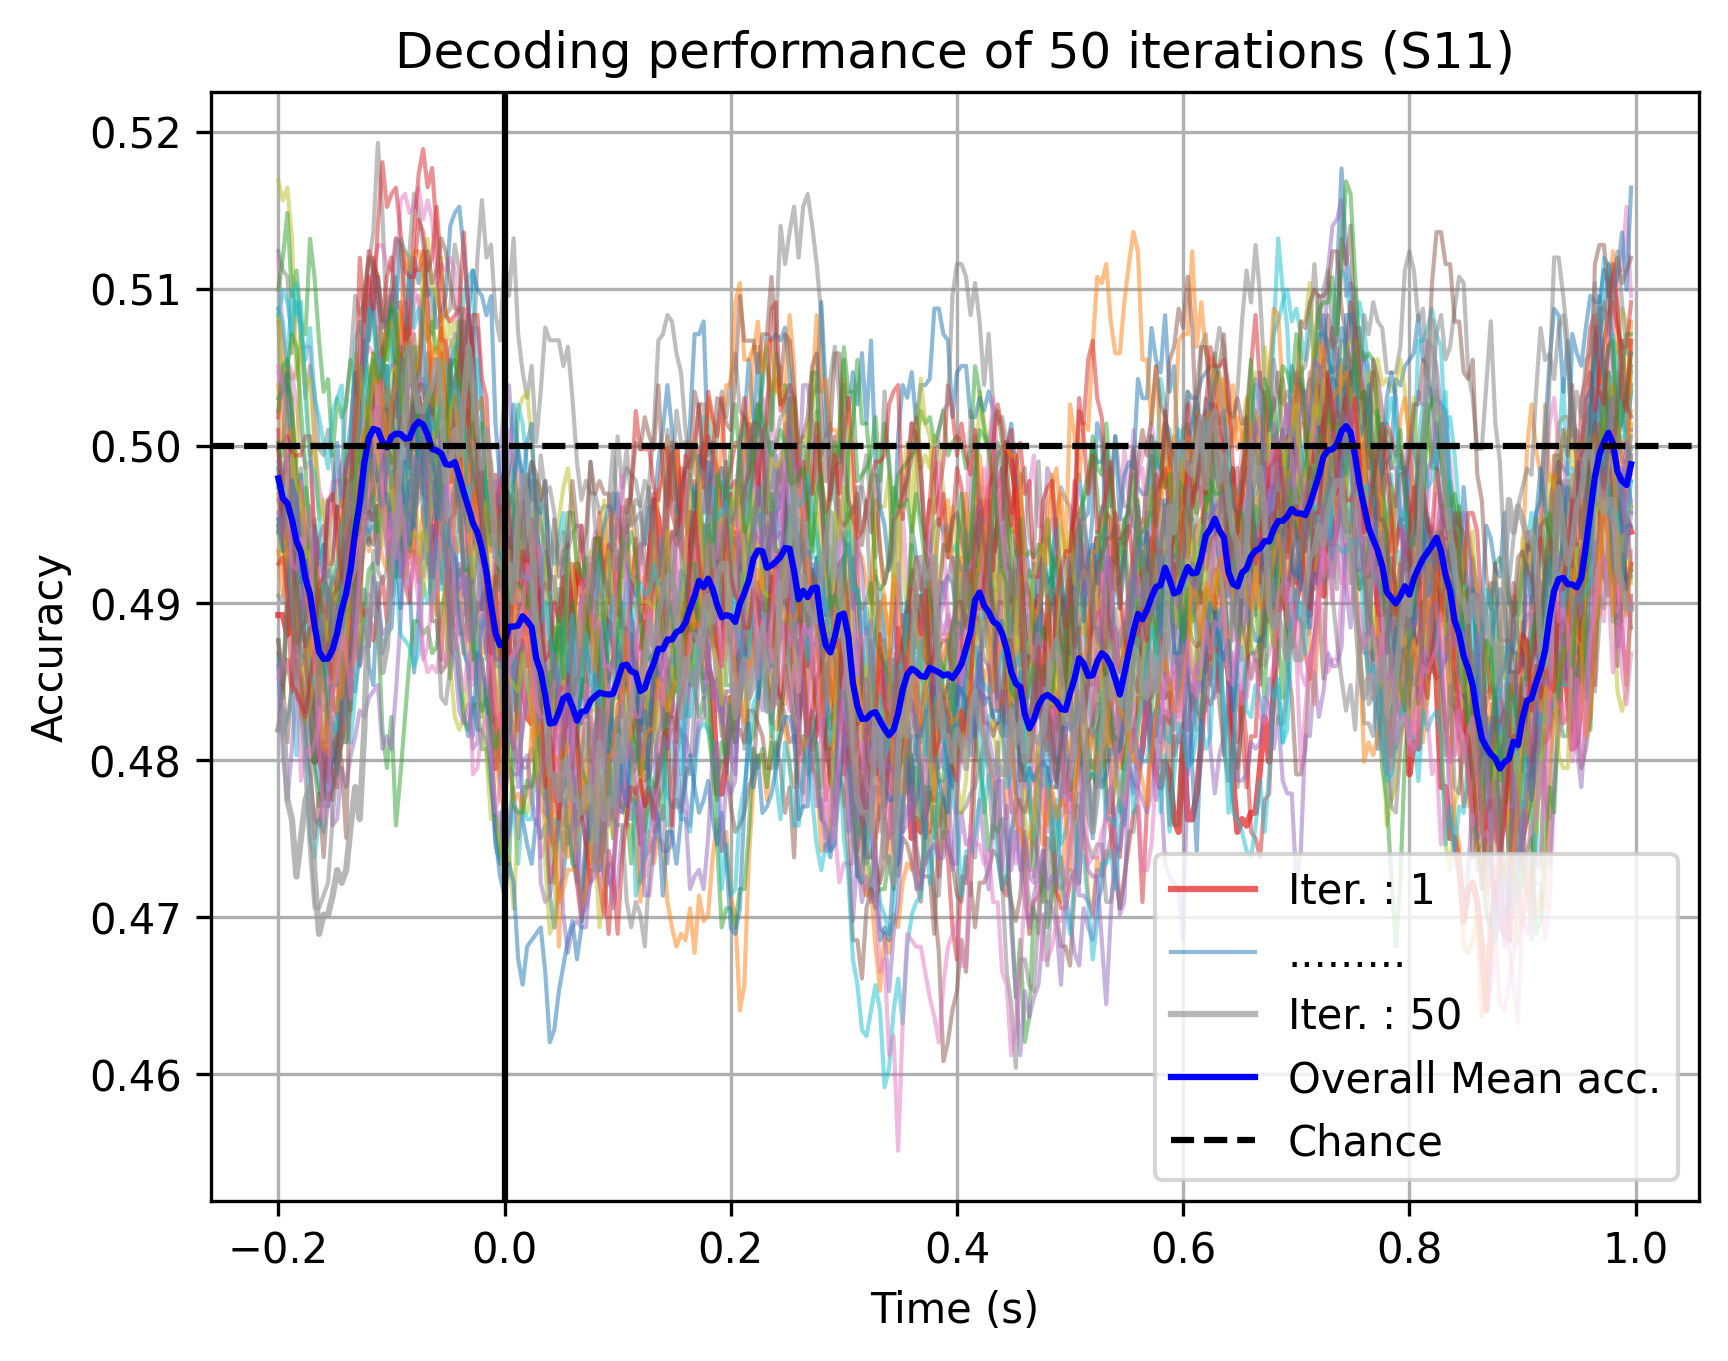 Decoding performance of 50 iterations (S11)
0.52
0.51
0.50
0.49
0.48
0.47
0.46
Accuracy
Iter. : 1
.........
Iter. : 50
Overall Mean acc.
Chance
−0.2 0.0 0.2 0.4 0.6 0.8 1.0
Time (s)